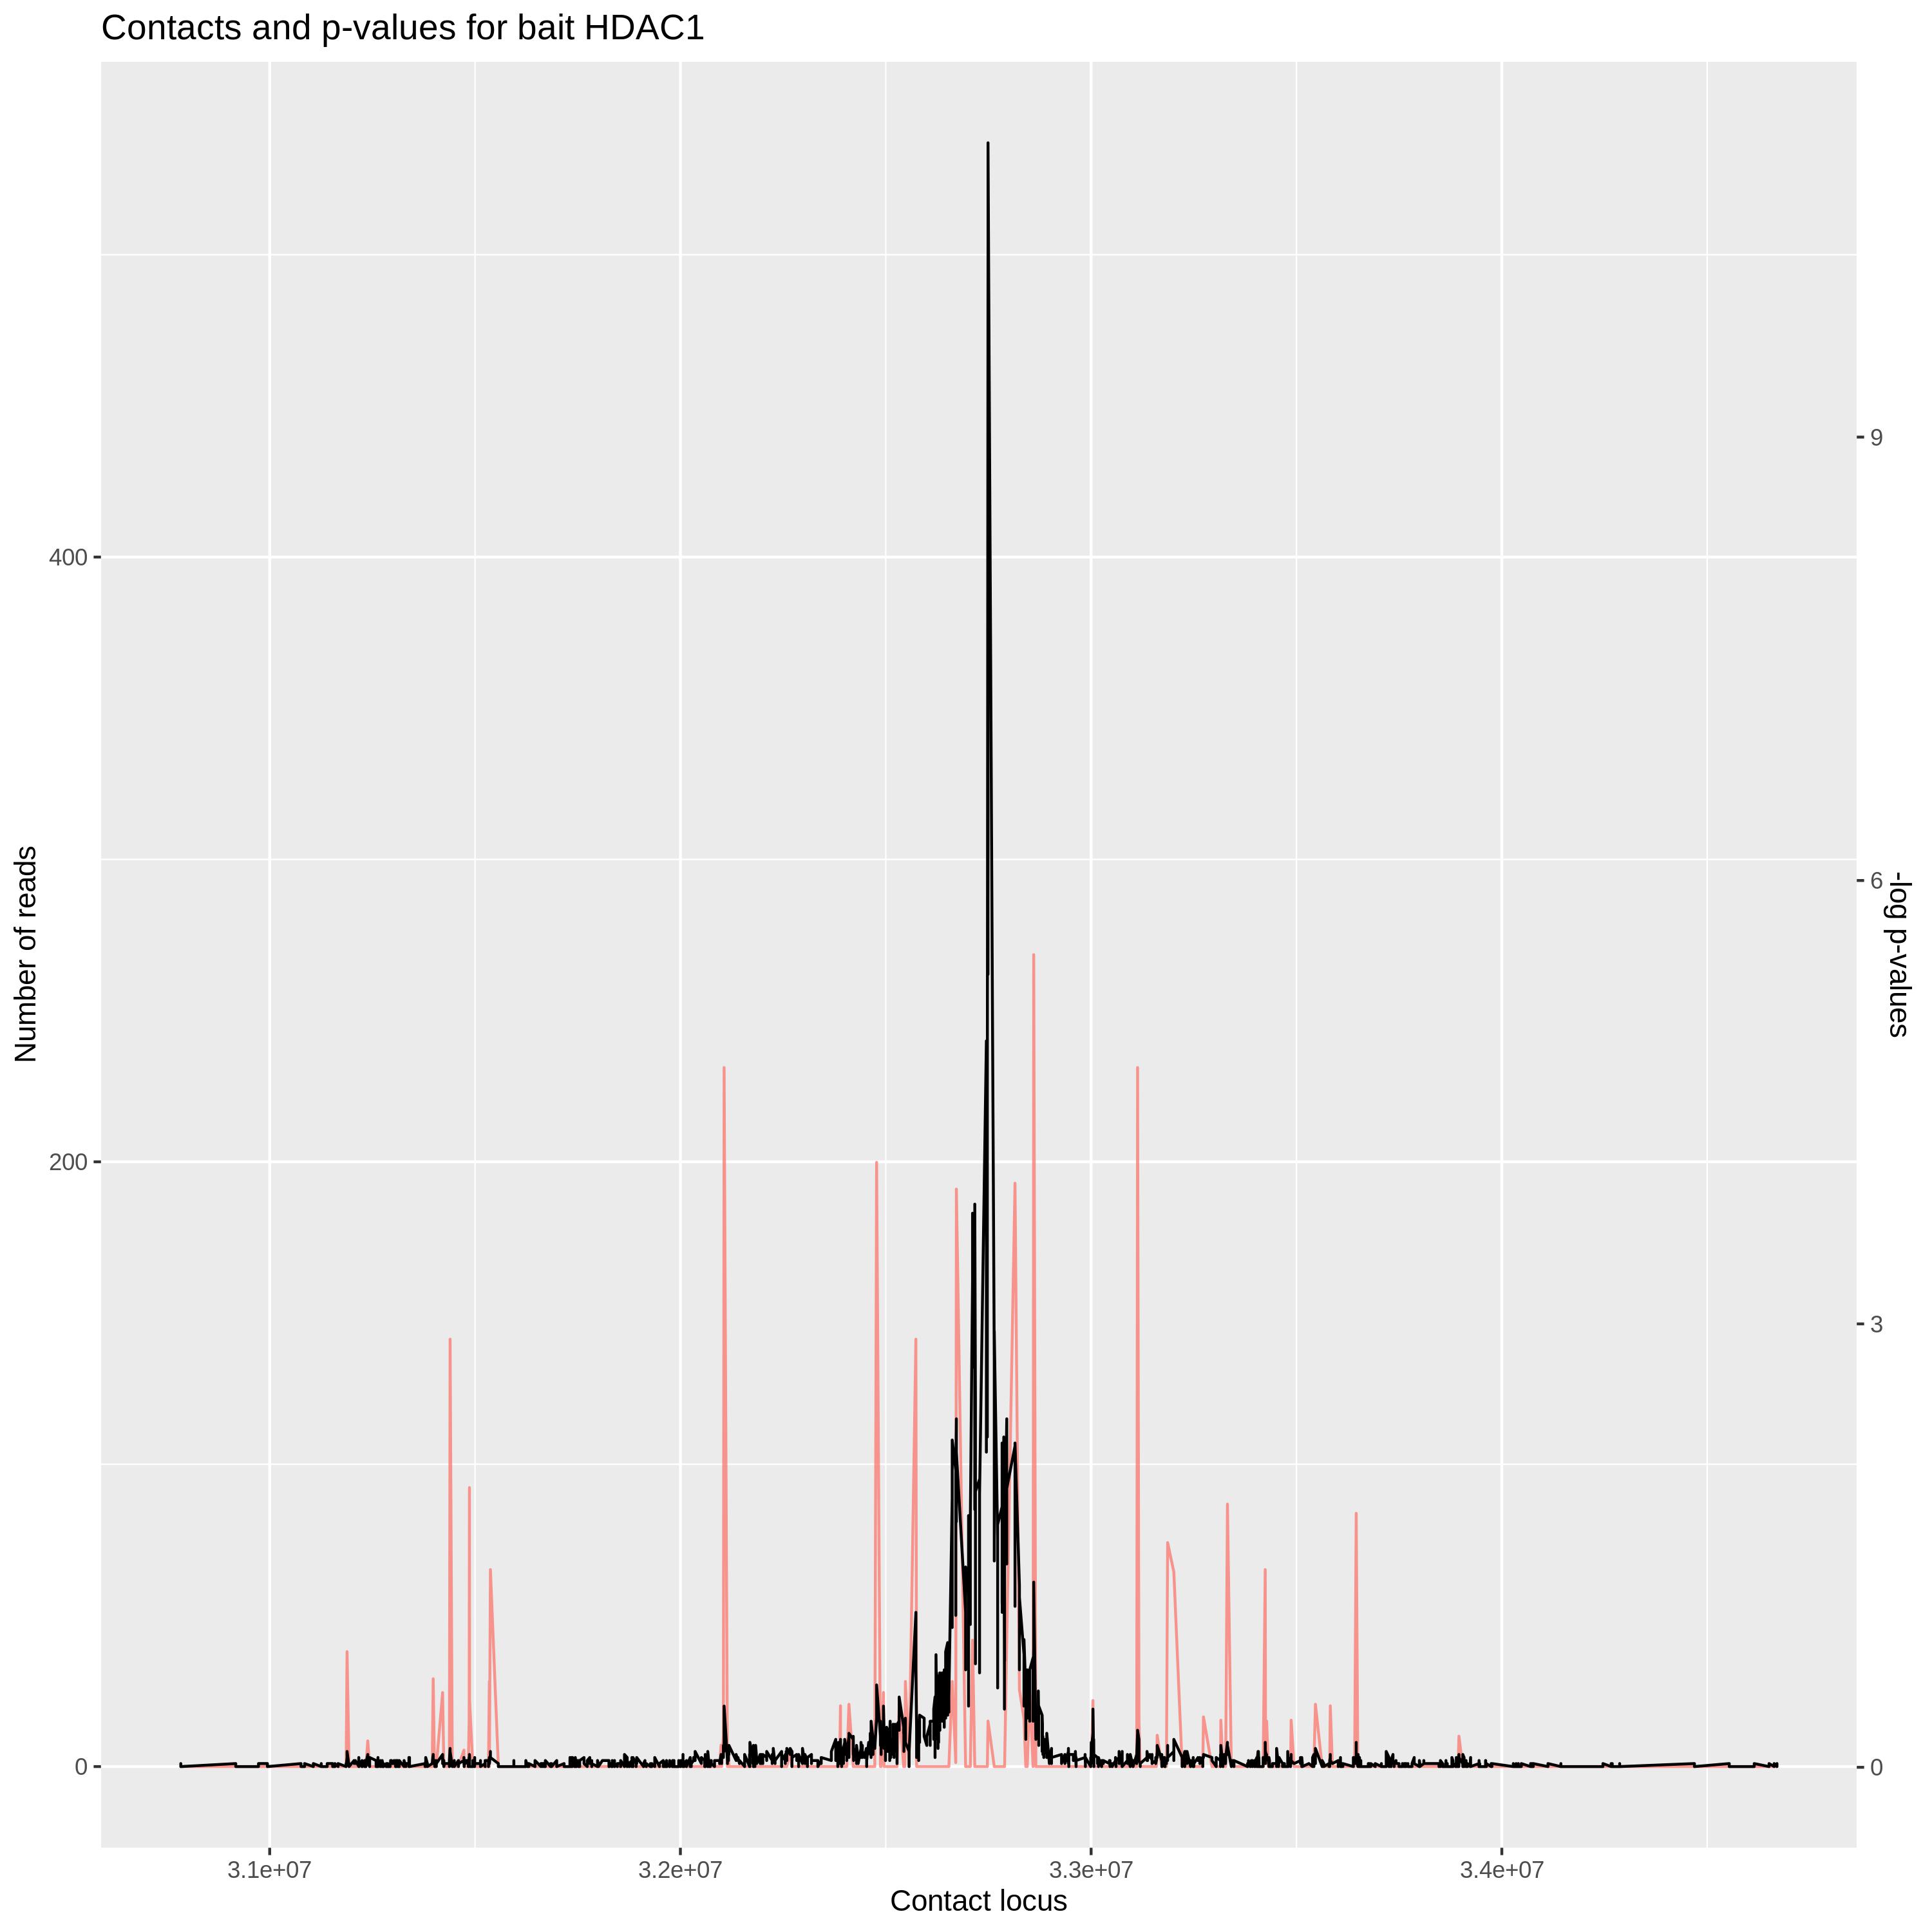 Contacts and p-values for bait HDAC1
Number of reads
400
200
0
9
6
3
0
-log p-values
3.1e+07 3.2e+07 3.3e+07 3.4e+07
Contact locus